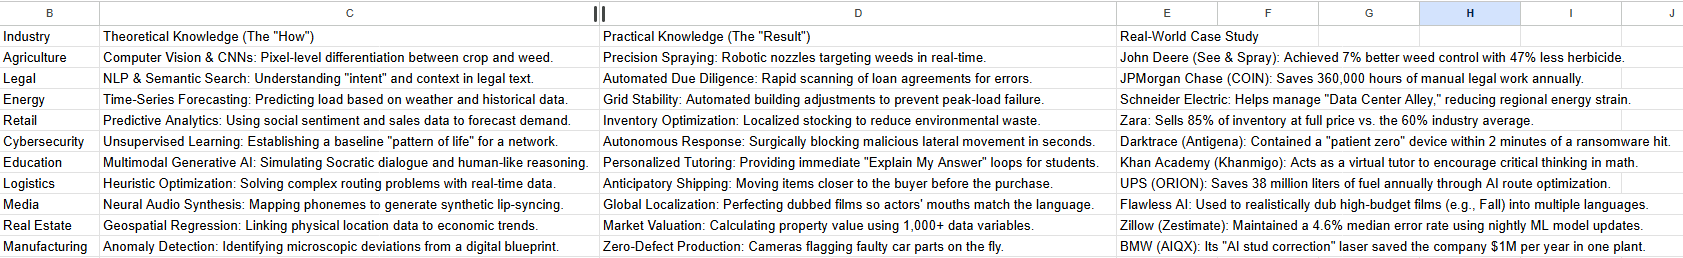 B C D E F G H I J
Industry Theoretical Knowledge (The "How") Practical Knowledge (The "Result") Real-World Case Study
Agriculture Computer Vision & CNNs: Pixel-level differentiation between crop and weed. Precision Spraying: Robotic nozzles targeting weeds in real-time. John Deere (See & Spray): Achieved 7% better weed control with 47% less herbicide.
Legal NLP & Semantic Search: Understanding "intent" and context in legal text. Automated Due Diligence: Rapid scanning of loan agreements for errors. JPMorgan Chase (COIN): Saves 360,000 hours of manual legal work annually.
Energy Time-Series Forecasting: Predicting load based on weather and historical data. Grid Stability: Automated building adjustments to prevent peak-load failure. Schneider Electric: Helps manage "Data Center Alley," reducing regional energy strain.
Retail Predictive Analytics: Using social sentiment and sales data to forecast demand. Inventory Optimization: Localized stocking to reduce environmental waste. Zara: Sells 85% of inventory at full price vs. the 60% industry average.
Cybersecurity Unsupervised Learning: Establishing a baseline "pattern of life" for a network. Autonomous Response: Surgically blocking malicious lateral movement in seconds. Darktrace (Antigena): Contained a "patient zero" device within 2 minutes of a ransomware hit.
Education Multimodal Generative AI: Simulating Socratic dialogue and human-like reasoning. Personalized Tutoring: Providing immediate "Explain My Answer" loops for students. Khan Academy (Khanmigo): Acts as a virtual tutor to encourage critical thinking in math.
Logistics Heuristic Optimization: Solving complex routing problems with real-time data. Anticipatory Shipping: Moving items closer to the buyer before the purchase. UPS (ORION): Saves 38 million liters of fuel annually through AI route optimization.
Media Neural Audio Synthesis: Mapping phonemes to generate synthetic lip-syncing. Global Localization: Perfecting dubbed films so actors' mouths match the language. Flawless AI: Used to realistically dub high-budget films (e.g., Fall) into multiple languages.
Real Estate Geospatial Regression: Linking physical location data to economic trends. Market Valuation: Calculating property value using 1,000+ data variables. Zillow (Zestimate): Maintained a 4.6% median error rate using nightly ML model updates.
Manufacturing Anomaly Detection: Identifying microscopic deviations from a digital blueprint. Zero-Defect Production: Cameras flagging faulty car parts on the fly. BMW (AIQX): Its "AI stud correction" laser saved the company $1M per year in one plant.